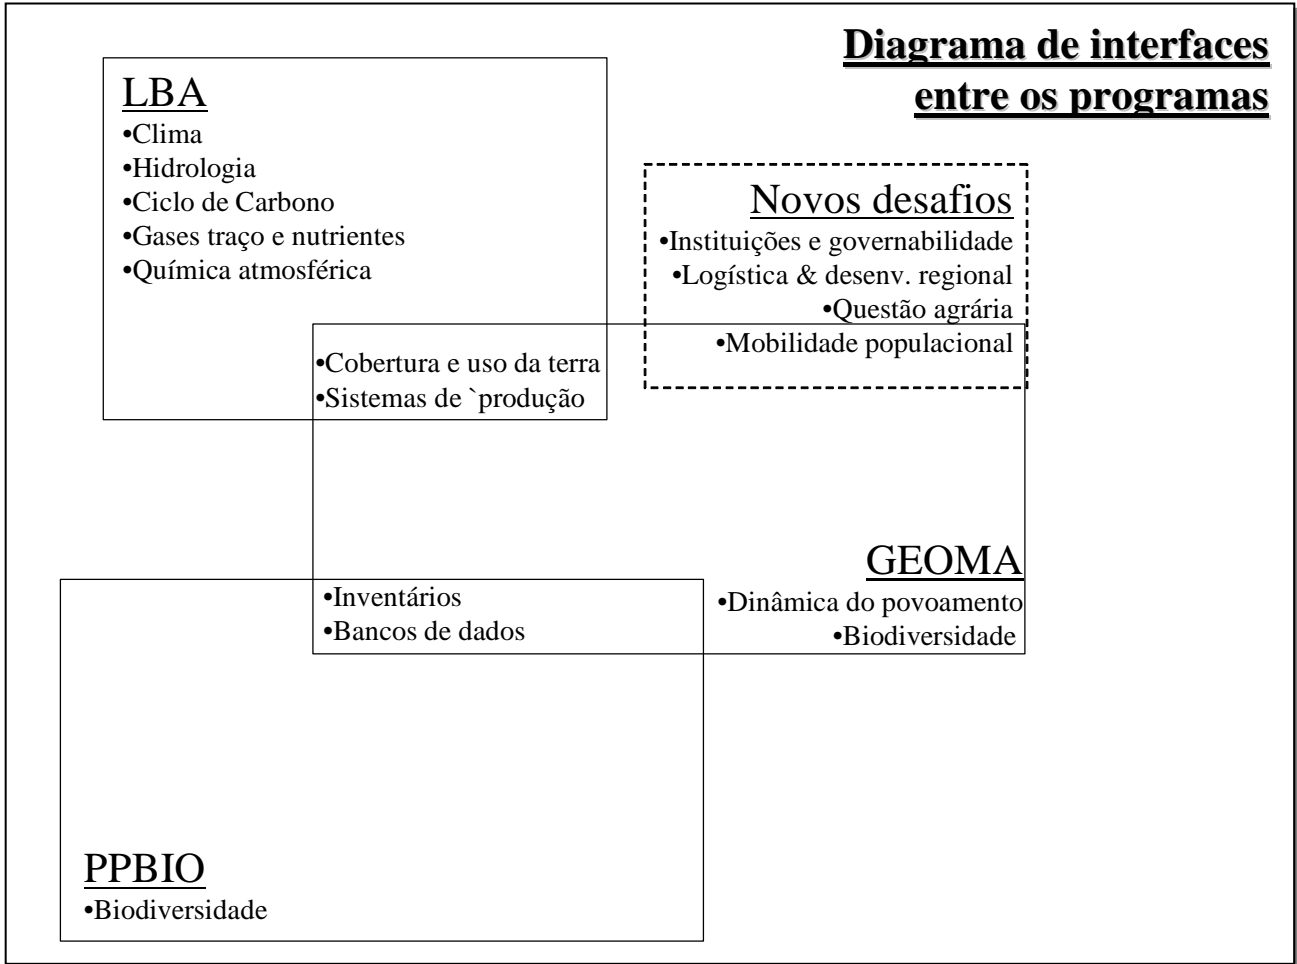 Diagrama de interfaces
entre os programas
LBA
•Clima
•Hidrologia
•Ciclo de Carbono
•Gases traço e nutrientes
•Química atmosférica
Novos desafios
•Instituições e governabilidade
•Logística & desenv. regional
•Questão agrária
•Mobilidade populacional
•Cobertura e uso da terra
•Sistemas de `produção
GEOMA
•Dinâmica do povoamento
•Biodiversidade
•Inventários
•Bancos de dados
PPBIO
•Biodiversidade